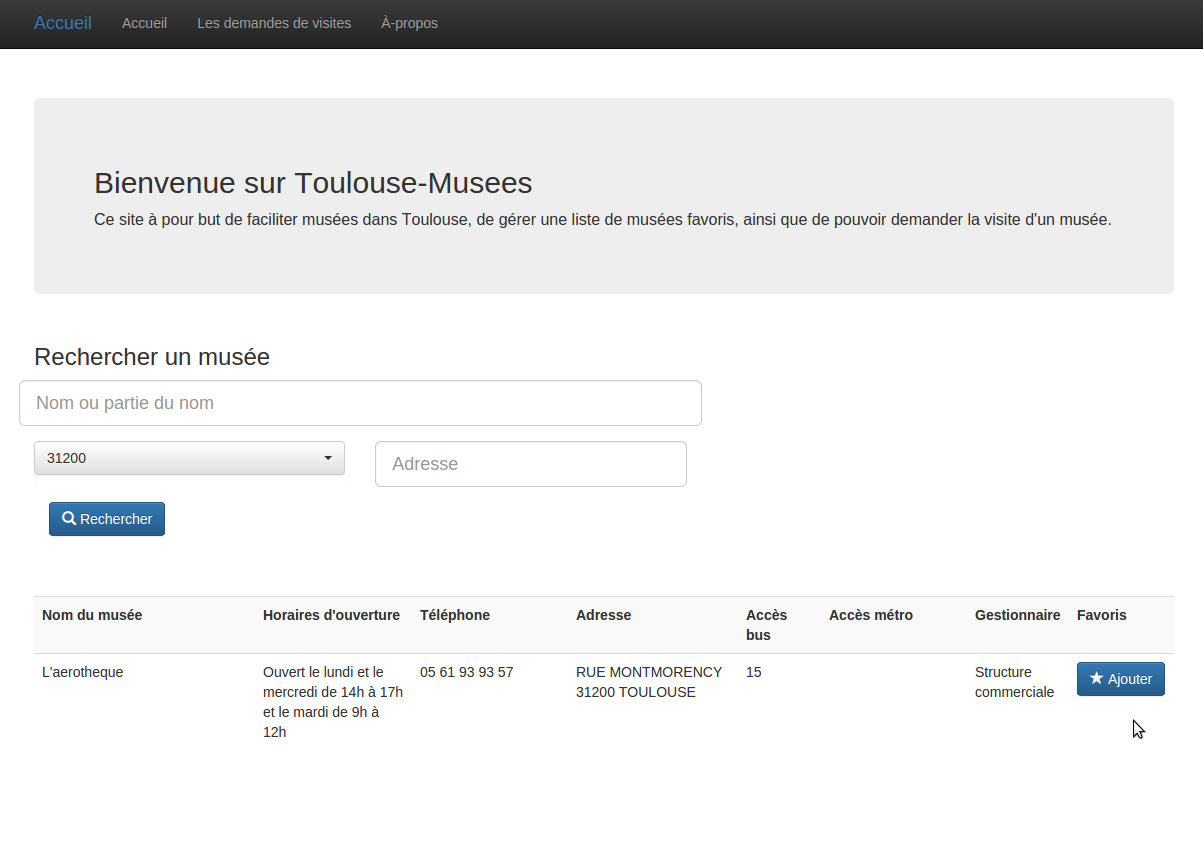 Accueil Accueil Les demandes de visites À-propos
Bienvenue sur Toulouse-Musees
Ce site à pour but de faciliter musées dans Toulouse, de gérer une liste de musées favoris, ainsi que de pouvoir demander la visite d'un musée.
Rechercher un musée
Nom ou partie du nom
31200 Adresse
Rechercher
Nom du musée Horaires d'ouverture Téléphone Adresse Accès Accès métro Gestionnaire Favoris
bus
L'aerotheque Ouvert le lundi et le 05 61 93 93 57 RUE MONTMORENCY 15 Structure Ajouter
mercredi de 14h à 17h 31200 TOULOUSE commerciale
et le mardi de 9h à
12h